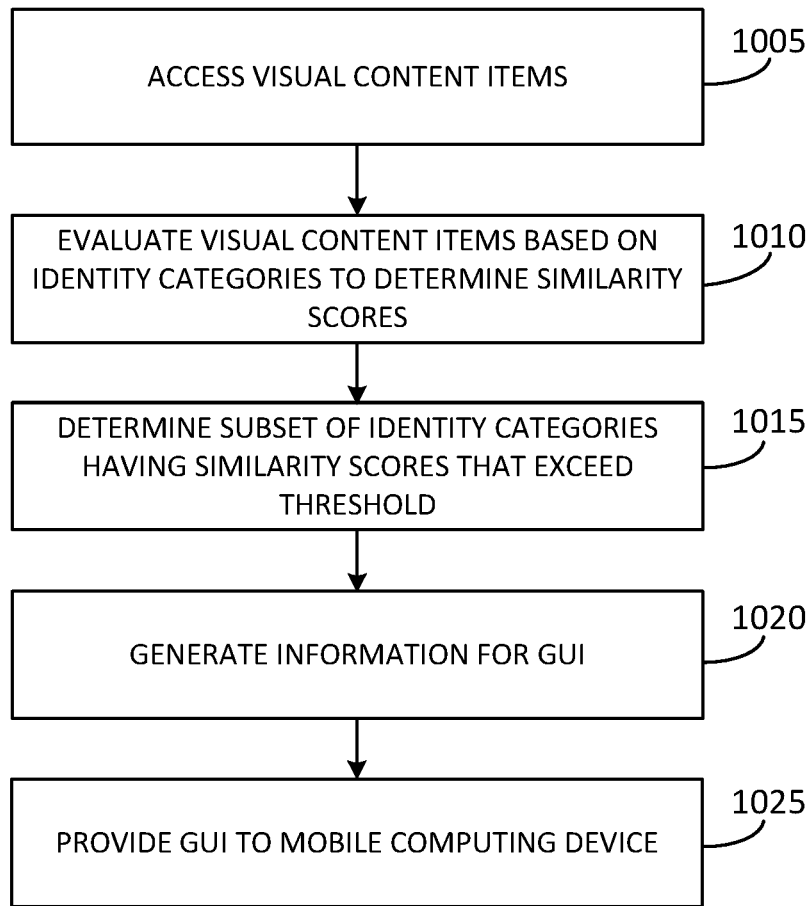 1005
ACCESS VISUAL CONTENT ITEMS
1010
EVALUATE VISUAL CONTENT ITEMS BASED ON
IDENTITY CATEGORIES TO DETERMINE SIMILARITY
SCORES
1015
DETERMINE SUBSET OF IDENTITY CATEGORIES
HAVING SIMILARITY SCORES THAT EXCEED
THRESHOLD
1020
GENERATE INFORMATION FOR GUI
1025
PROVIDE GUI TO MOBILE COMPUTING DEVICE